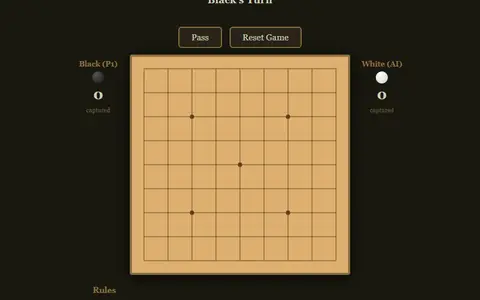 Black's Turn
Pass
Reset Game
Black (P1)
0
captured
White (AI)
0
captured
Rules